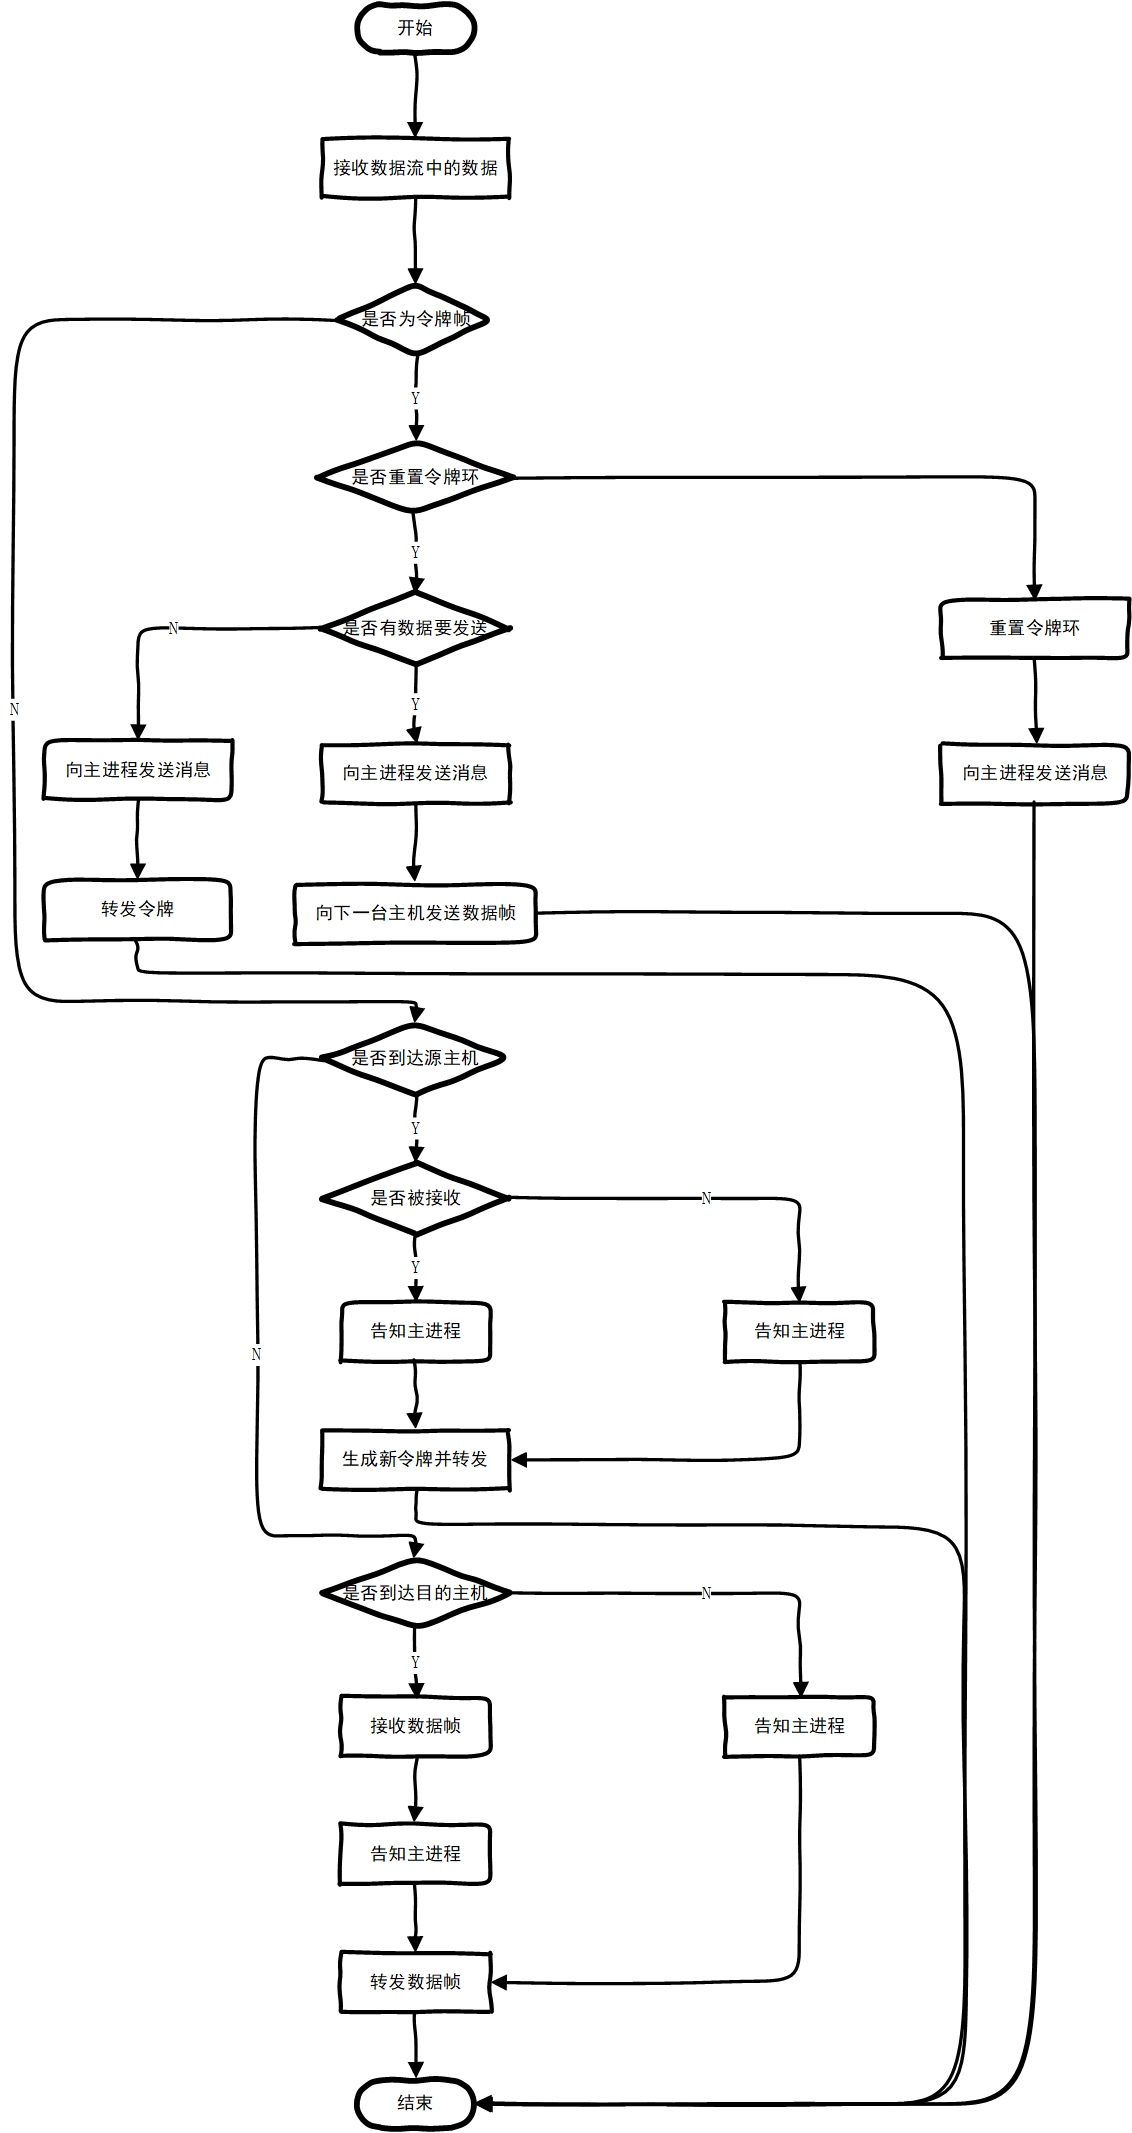 开始
接收数据流中的数据
是否为令牌帧
Y
是否重置令牌环
Y
是否有数据要发送
N
重置令牌环
Y
N
向主进程发送消息
向主进程发送消息
向主进程发送消息
转发令牌
向下一台主机发送数据帧
是否到达源主机
Y
是否被接收
N
Y
告知主进程
告知主进程
N
生成新令牌并转发
是否到达目的主机
N
Y
接收数据帧
告知主进程
告知主进程
转发数据帧
结束